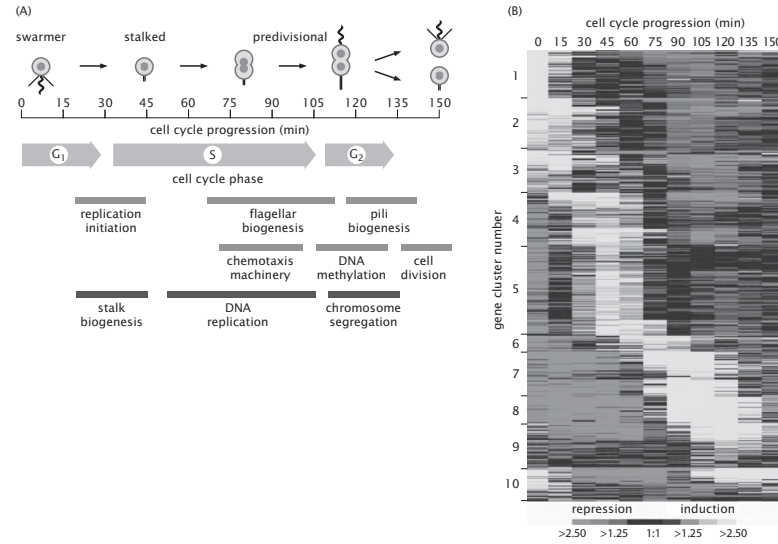 (A)
swarmer
stalked
predivisional
0 15 30 45 60 75 90 105 120 135 150
cell cycle progression (min)
G1
S
G2
cell cycle phase
replication
initiation
flagellar
biogenesis
pili
biogenesis
chemotaxis
machinery
DNA
methylation
cell
division
stalk
biogenesis
DNA
replication
chromosome
segregation
(B)
cell cycle progression (min)
0 15 30 45 60 75 90 105 120 135 150
gene cluster number
1
2
3
4
5
6
7
8
9
10
repression induction
>2.50 >1.25 1:1 >1.25 >2.50